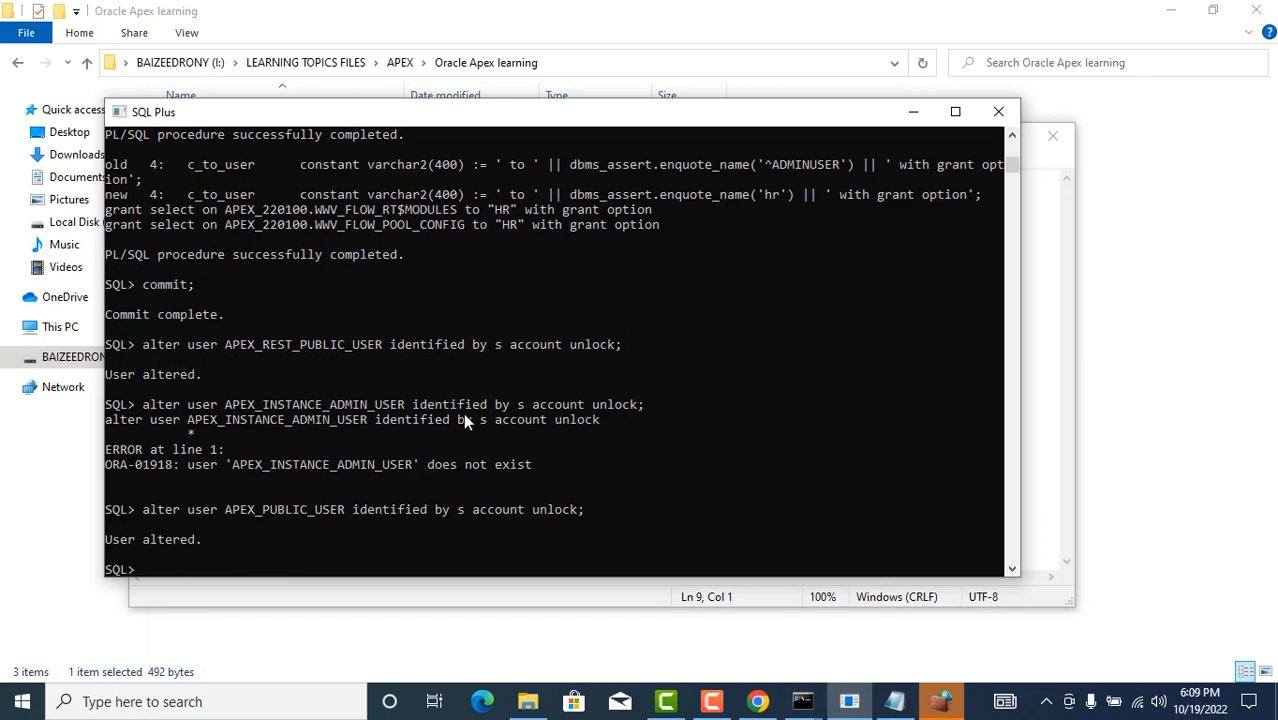 Oracle Apex learning
File Home Share View
BAIZEEDRONY (I:) LEARNING TOPICS FILES APEX Oracle Apex learning
Search Oracle Apex learning
Name Date modified Type Size
Quick access
Desktop
Downloads
Documents
Pictures
Local Disk
Music
Videos
OneDrive
This PC
BAIZEEDRON
Network
SQL Plus
PL/SQL procedure successfully completed.
old 4: c_to_user constant varchar2(400) := ' to ' || dbms_assert.enquote_name('^ADMINUSER') || ' with grant opt
ion';
new 4: c_to_user constant varchar2(400) := ' to ' || dbms_assert.enquote_name('hr') || ' with grant option';
grant select on APEX_220100.WWV_FLOW_RT$MODULES to "HR" with grant option
grant select on APEX_220100.WWV_FLOW_POOL_CONFIG to "HR" with grant option
PL/SQL procedure successfully completed.
SQL> commit;
Commit complete.
SQL> alter user APEX_REST_PUBLIC_USER identified by s account unlock;
User altered.
SQL> alter user APEX_INSTANCE_ADMIN_USER identified by s account unlock;
alter user APEX_INSTANCE_ADMIN_USER identified by s account unlock
*
ERROR at line 1:
ORA-01918: user 'APEX_INSTANCE_ADMIN_USER' does not exist
SQL> alter user APEX_PUBLIC_USER identified by s account unlock;
User altered.
SQL>
Ln 9, Col 1 100% Windows (CRLF) UTF-8
3 items 1 item selected 492 bytes
Type here to search
6:09 PM
10/19/2022